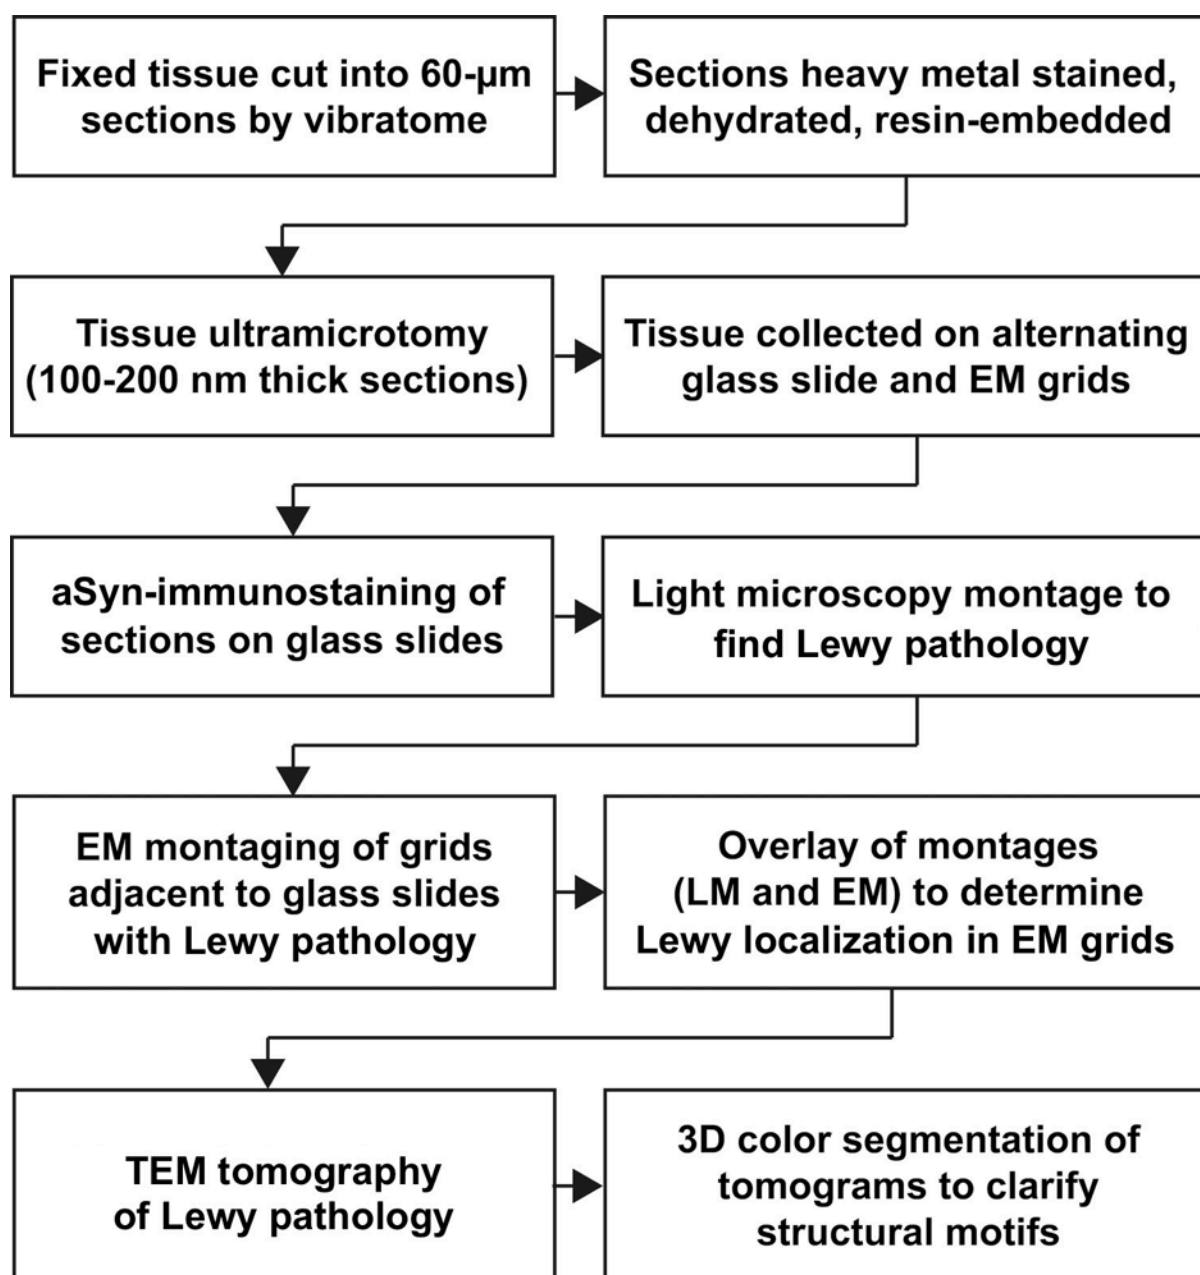 Fixed tissue cut into 60-µm
sections by vibratome
Sections heavy metal stained,
dehydrated, resin-embedded
Tissue ultramicrotomy
(100-200 nm thick sections)
Tissue collected on alternating
glass slide and EM grids
aSyn-immunostaining of
sections on glass slides
Light microscopy montage to
find Lewy pathology
EM montaging of grids
adjacent to glass slides
with Lewy pathology
Overlay of montages
(LM and EM) to determine
Lewy localization in EM grids
TEM tomography
of Lewy pathology
3D color segmentation of
tomograms to clarify
structural motifs